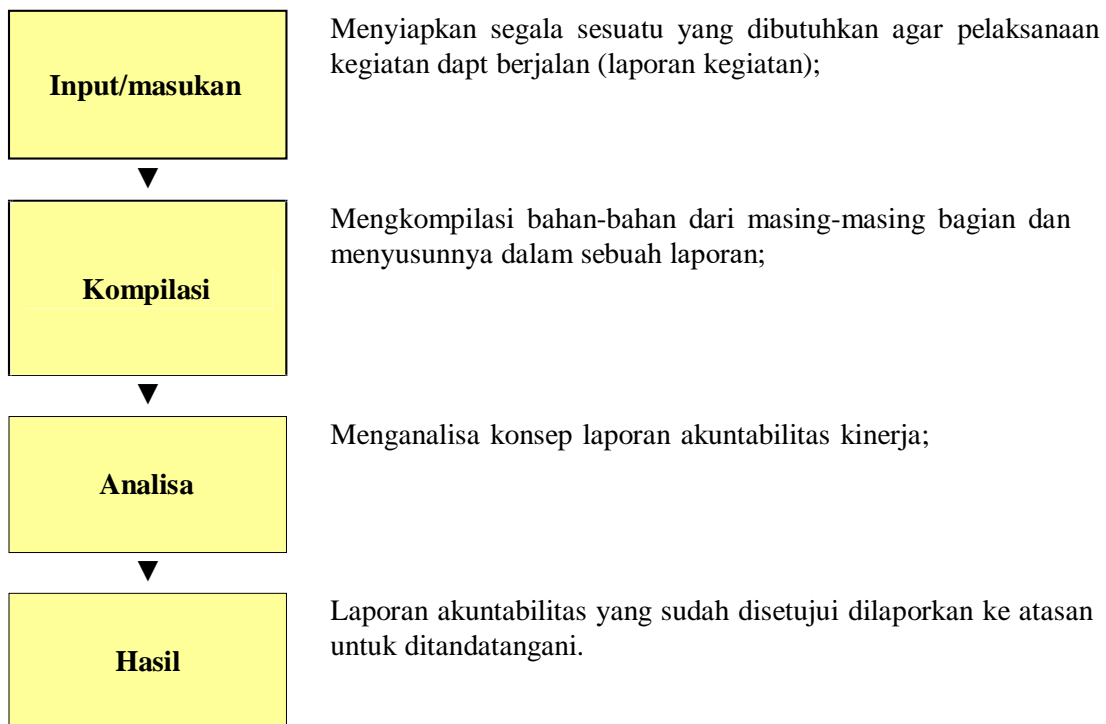 Menyiapkan segala sesuatu yang dibutuhkan agar pelaksanaan
kegiatan dapt berjalan (laporan kegiatan);
Input/masukan
Mengkompilasi bahan-bahan dari masing-masing bagian dan
menyusunnya dalam sebuah laporan;
Kompilasi
Menganalisa konsep laporan akuntabilitas kinerja;
Analisa
Laporan akuntabilitas yang sudah disetujui dilaporkan ke atasan
untuk ditandatangani.
Hasil